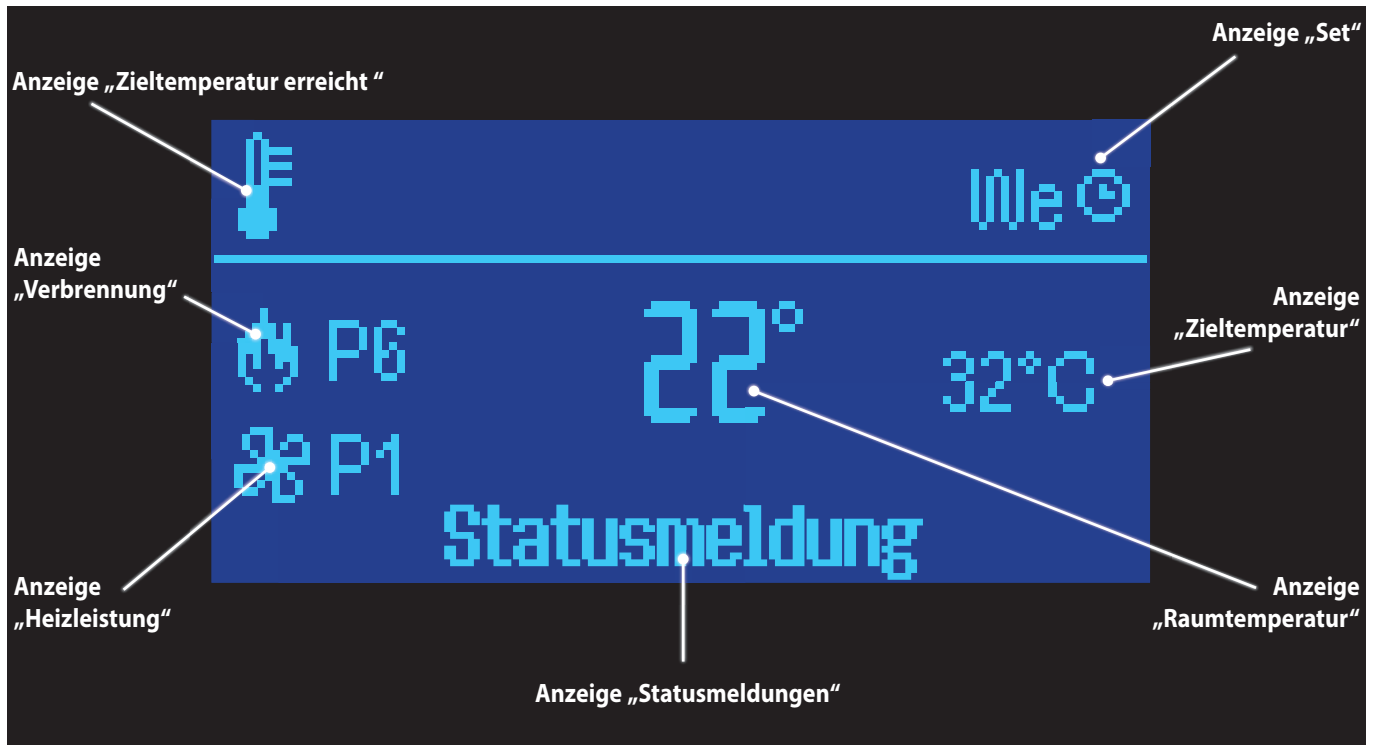 Anzeige „Set“
Anzeige „Zieltemperatur erreicht “
We
Anzeige
„Verbrennung“
P6
22°
32°C
Anzeige
„Zieltemperatur“
P1
Statusmeldung
Anzeige
„Heizleistung“
Anzeige
„Raumtemperatur“
Anzeige „Statusmeldungen“